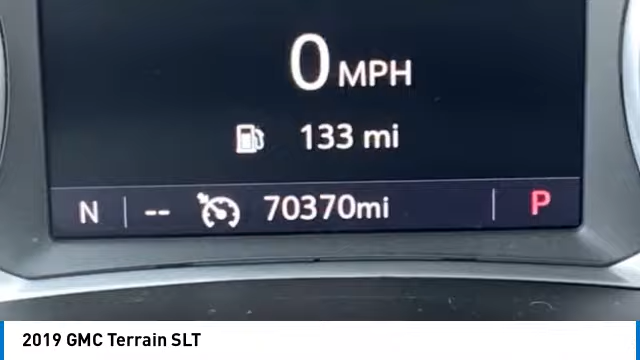 0 MPH
133 mi
N -- 70370mi P
2019 GMC Terrain SLT